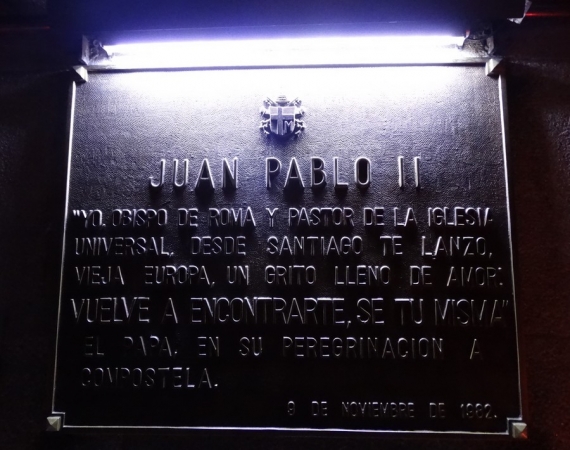 JUAN PABLO II
"YO, OBISPO DE ROMA Y PASTOR DE LA IGLESIA
UNIVERSAL, DESDE SANTIAGO TE LANZO,
VIEJA EUROPA, UN GRITO LLENO DE AMOR:
VUELVE A ENCONTRARTE, SE TU MISMA"
EL PAPA, EN SU PEREGRINACION A
COMPOSTELA.
9 DE NOVIEMBRE DE 1982.